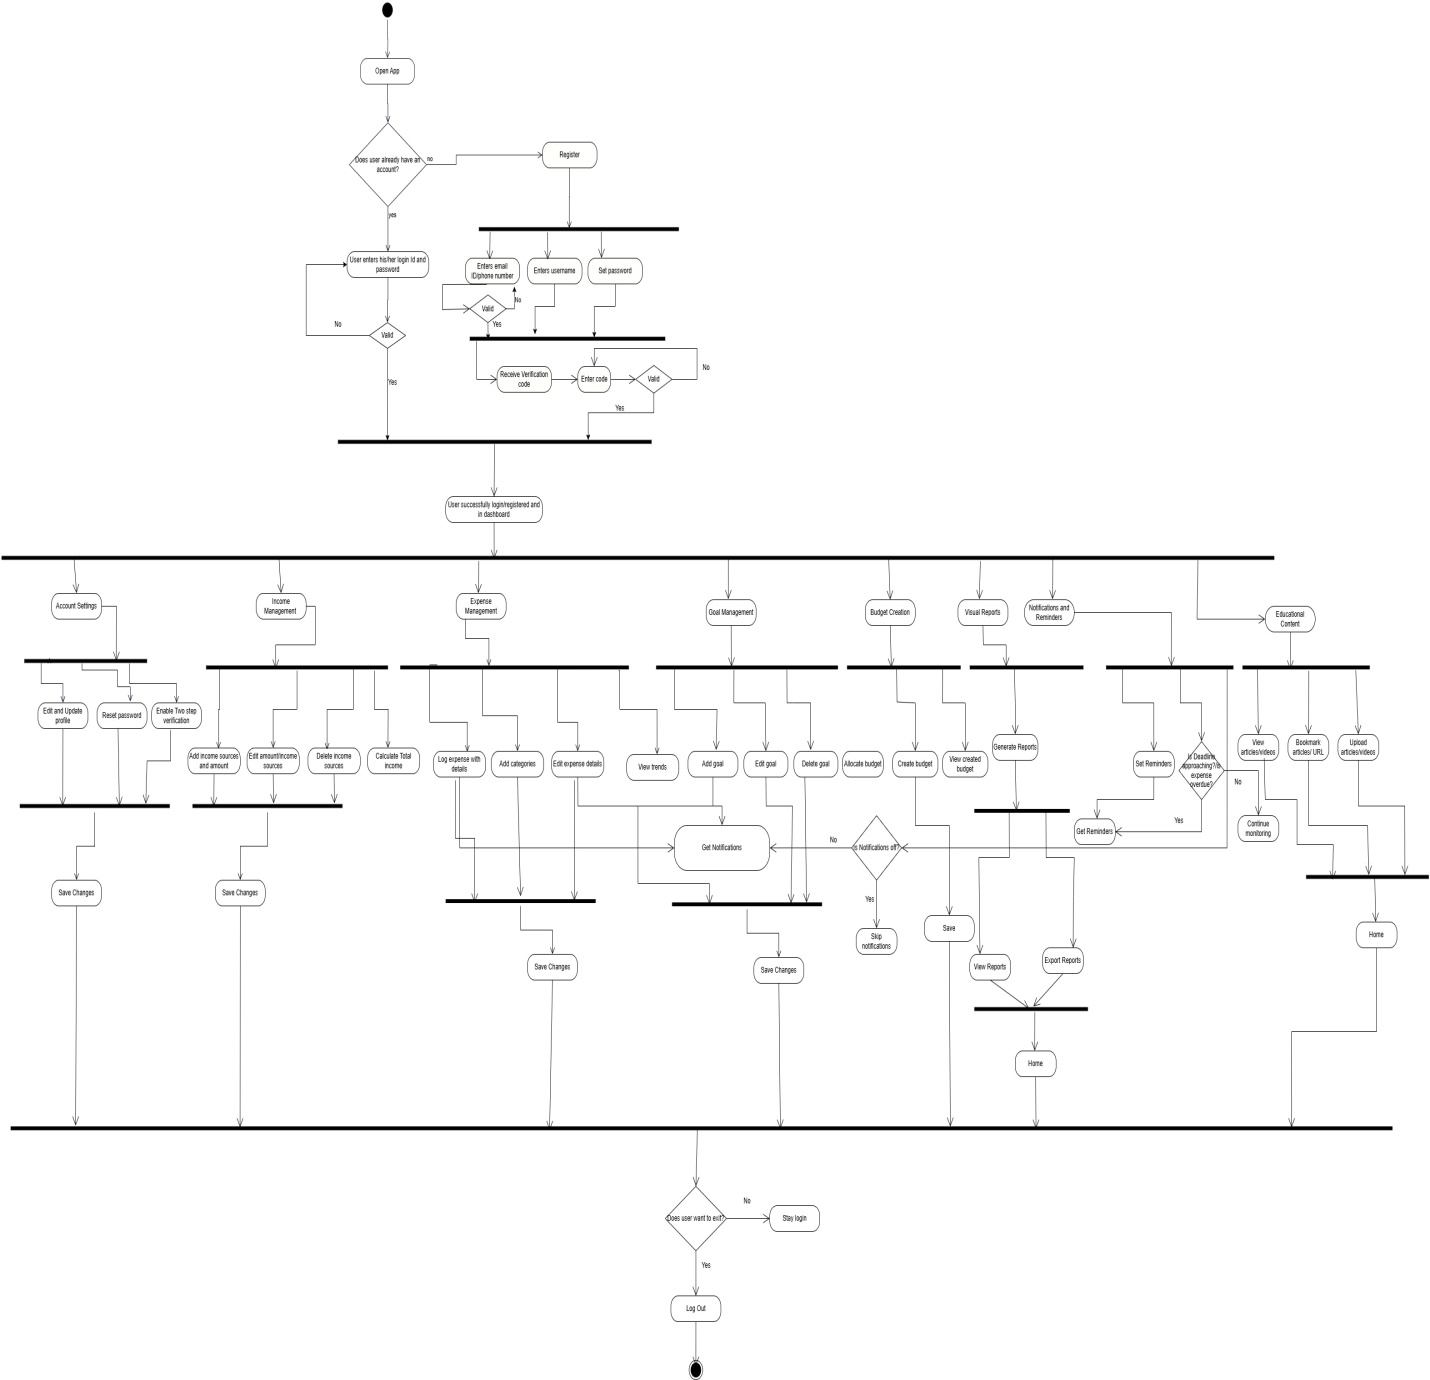 Open App
Does user already have an
account?
no
Register
yes
User enters his/her login Id and
password
Enters email
ID/phone number
Enters username
Set password
Valid
No
Yes
No
Valid
Receive Verification
code
Enter code
Valid
No
Yes
Yes
User successfully login/registered and
in dashboard
Account Settings
Income
Management
Expense
Management
Goal Management
Budget Creation
Visual Reports
Notifications and
Reminders
Educational
Content
Edit and Update
profile
Reset password
Enable Two step
verification
Add income sources
and amount
Edit amount/income
sources
Delete income
sources
Calculate Total
income
Log expense with
details
Add categories
Edit expense details
View trends
Add goal
Edit goal
Delete goal
Allocate budget
Create budget
View created
budget
Generate Reports
Set Reminders
Is Deadline
approaching?/is
expense
overdue?
No
View
articles/videos
Bookmark
articles/ URL
Upload
articles/videos
Get Reminders
Yes
Continue
monitoring
Get Notifications
No
Is Notifications off?
Yes
Skip
notifications
Save Changes
Save Changes
Save Changes
Save Changes
Save
View Reports
Export Reports
Home
Home
Does user want to exit?
No
Stay login
Yes
Log Out